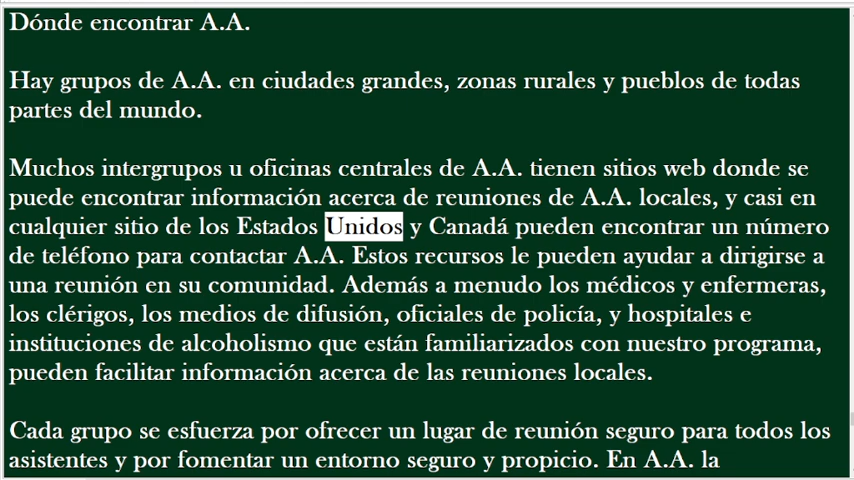 Dónde encontrar A.A.
Hay grupos de A.A. en ciudades grandes, zonas rurales y pueblos de todas
partes del mundo.
Muchos intergrupos u oficinas centrales de A.A. tienen sitios web donde se
puede encontrar información acerca de reuniones de A.A. locales, y casi en
cualquier sitio de los Estados Unidos y Canadá pueden encontrar un número
de teléfono para contactar A.A. Estos recursos le pueden ayudar a dirigirse a
una reunión en su comunidad. Además a menudo los médicos y enfermeras,
los clérigos, los medios de difusión, oficiales de policía, y hospitales e
instituciones de alcoholismo que están familiarizados con nuestro programa,
pueden facilitar información acerca de las reuniones locales.
Cada grupo se esfuerza por ofrecer un lugar de reunión seguro para todos los
asistentes y por fomentar un entorno seguro y propicio. En A.A. la